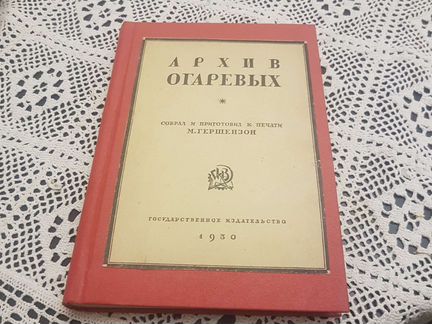 АРХИВ
ОГАРЕВЫХ
СОБРАЛ И ПРИГОТОВИЛ К ПЕЧАТИ
М. ГЕРШЕНЗОН
ГОСУДАРСТВЕННОЕ ИЗДАТЕЛЬСТВО
1930